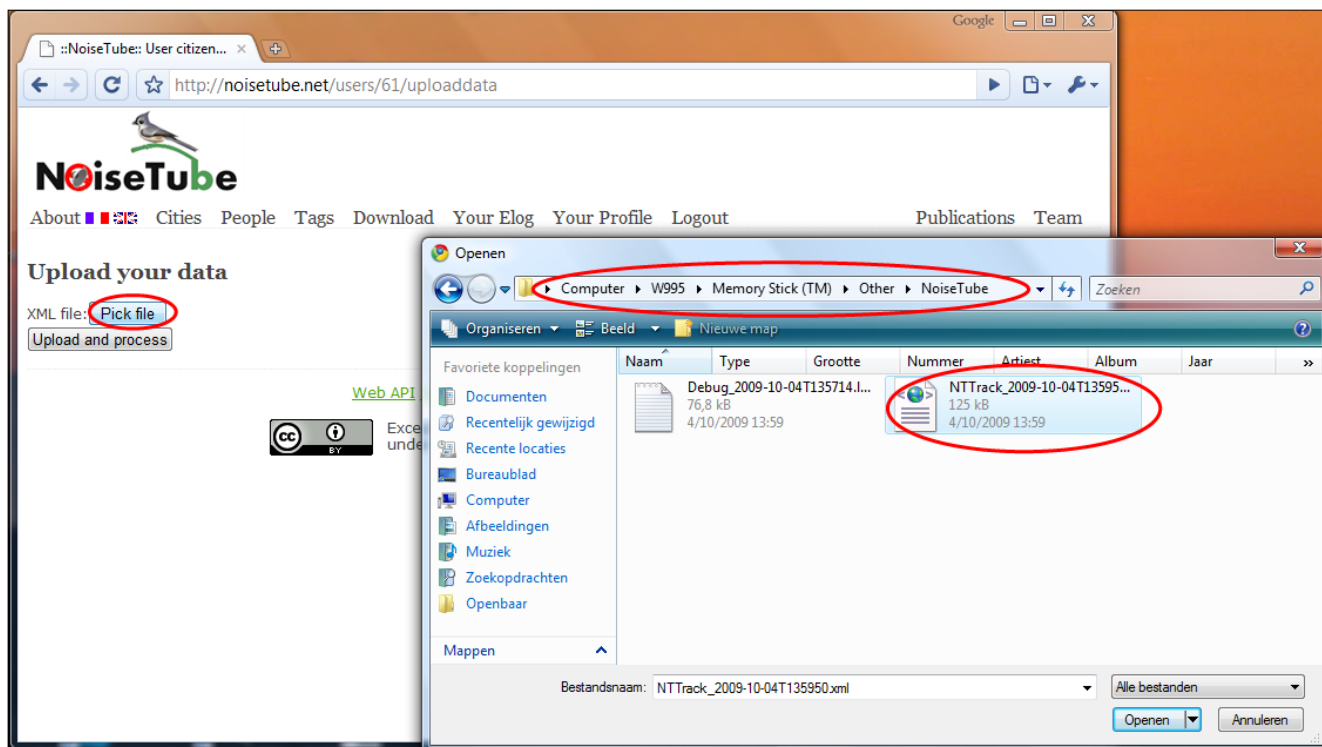 Google
::NoiseTube:: User citizen...
http://noisetube.net/users/61/uploaddata
NoiseTube
About Cities People Tags Download Your Elog Your Profile Logout Publications Team
Upload your data
XML file: Pick file
Upload and process
Web API
CC BY
Exce
unde
Openen
Computer W995 Memory Stick (TM) Other NoiseTube
Zoeken
Organiseren Beeld Nieuwe map
Favoriete koppelingen
Documenten
Recentelijk gewijzigd
Recente locaties
Bureaublad
Computer
Afbeeldingen
Muziek
Zoekopdrachten
Openbaar
Mappen
Naam Type Grootte Nummer Artiest Album Jaar »
Debug_2009-10-04T135714.l...
76,8 kB
4/10/2009 13:59
NTTrack_2009-10-04T13595...
125 kB
4/10/2009 13:59
Bestandsnaam: NTTrack_2009-10-04T135950.xml
Alle bestanden
Openen Annuleren